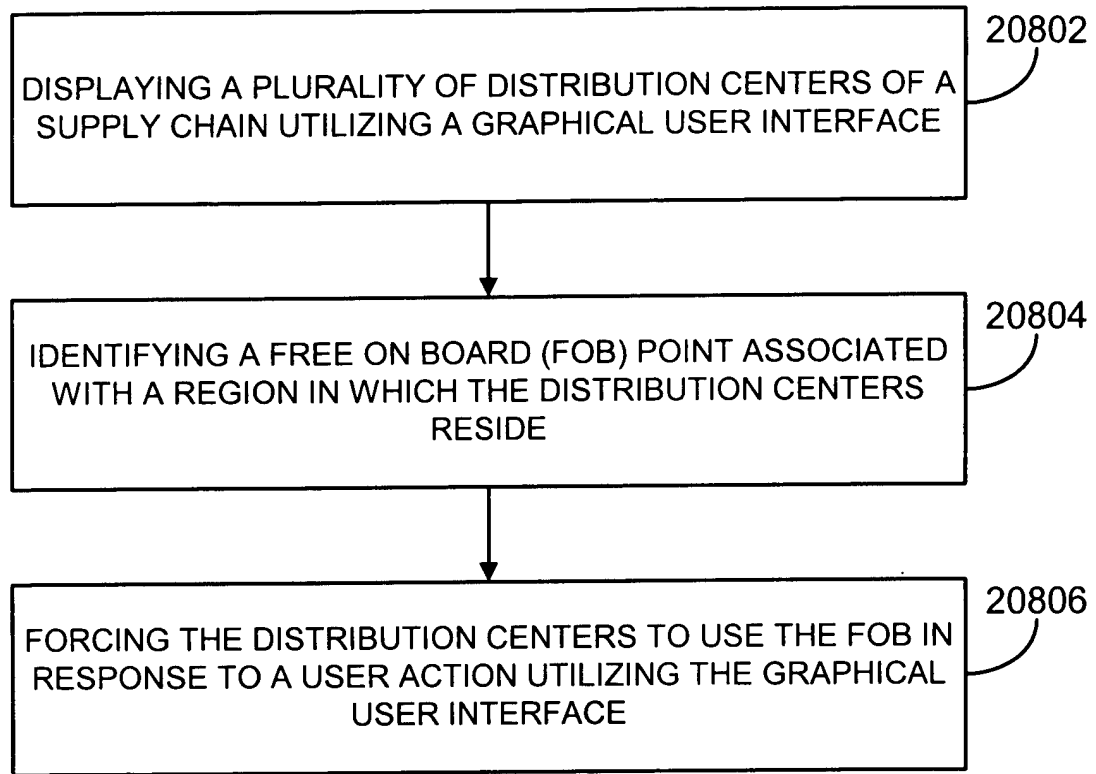 20802
DISPLAYING A PLURALITY OF DISTRIBUTION CENTERS OF A
SUPPLY CHAIN UTILIZING A GRAPHICAL USER INTERFACE
20804
IDENTIFYING A FREE ON BOARD (FOB) POINT ASSOCIATED
WITH A REGION IN WHICH THE DISTRIBUTION CENTERS
RESIDE
20806
FORCING THE DISTRIBUTION CENTERS TO USE THE FOB IN
RESPONSE TO A USER ACTION UTILIZING THE GRAPHICAL
USER INTERFACE